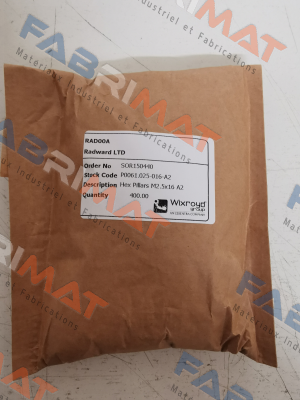 FABRIMAT
Matériel Industriel et Fabrications
RAD00A
Radward LTD
Order No SOR150440
Stock Code P0061.025-016-A2
Description Hex Pillars M2.5x16 A2
Quantity 400.00
Wixroyd
group